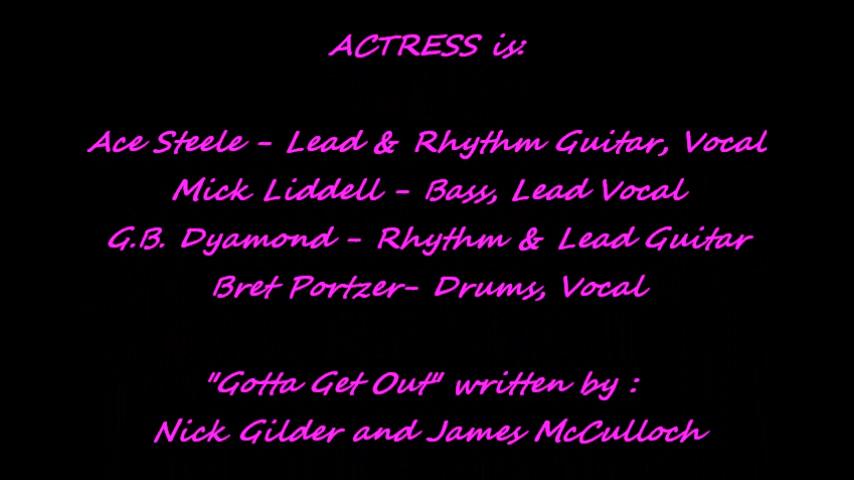 ACTRESS is:
Ace Steele - Lead & Rhythm Guitar, Vocal
Mick Liddell - Bass, Lead Vocal
G.B. Dyamond - Rhythm & Lead Guitar
Bret Portzer- Drums, Vocal
"Gotta Get Out" written by :
Nick Gilder and James McCulloch